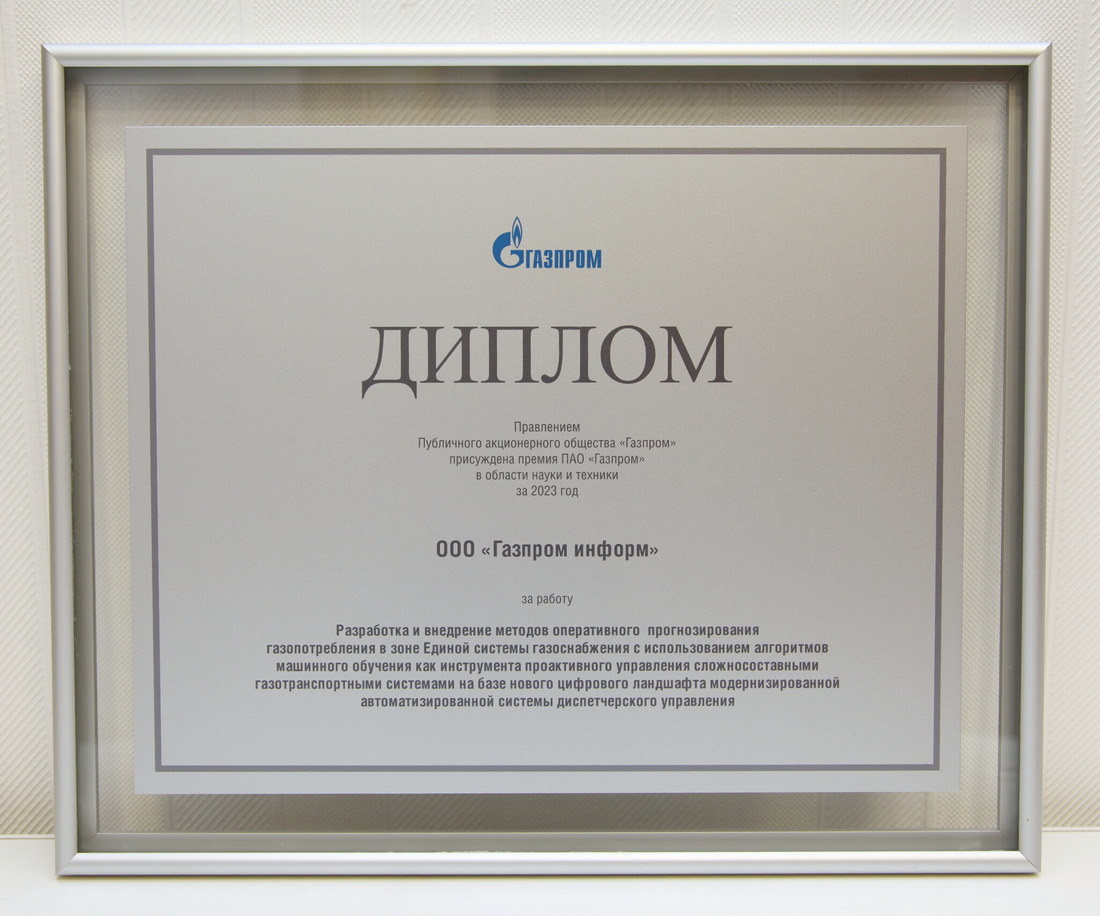 ГАЗПРОМ
ДИПЛОМ
Правлением
Публичного акционерного общества «Газпром»
присуждена премия ПАО «Газпром»
в области науки и техники
за 2023 год
ООО «Газпром информ»
за работу
Разработка и внедрение методов оперативного прогнозирования
газопотребления в зоне Единой системы газоснабжения с использованием алгоритмов
машинного обучения как инструмента проактивного управления сложносоставными
газотранспортными системами на базе нового цифрового ландшафта модернизированной
автоматизированной системы диспетчерского управления